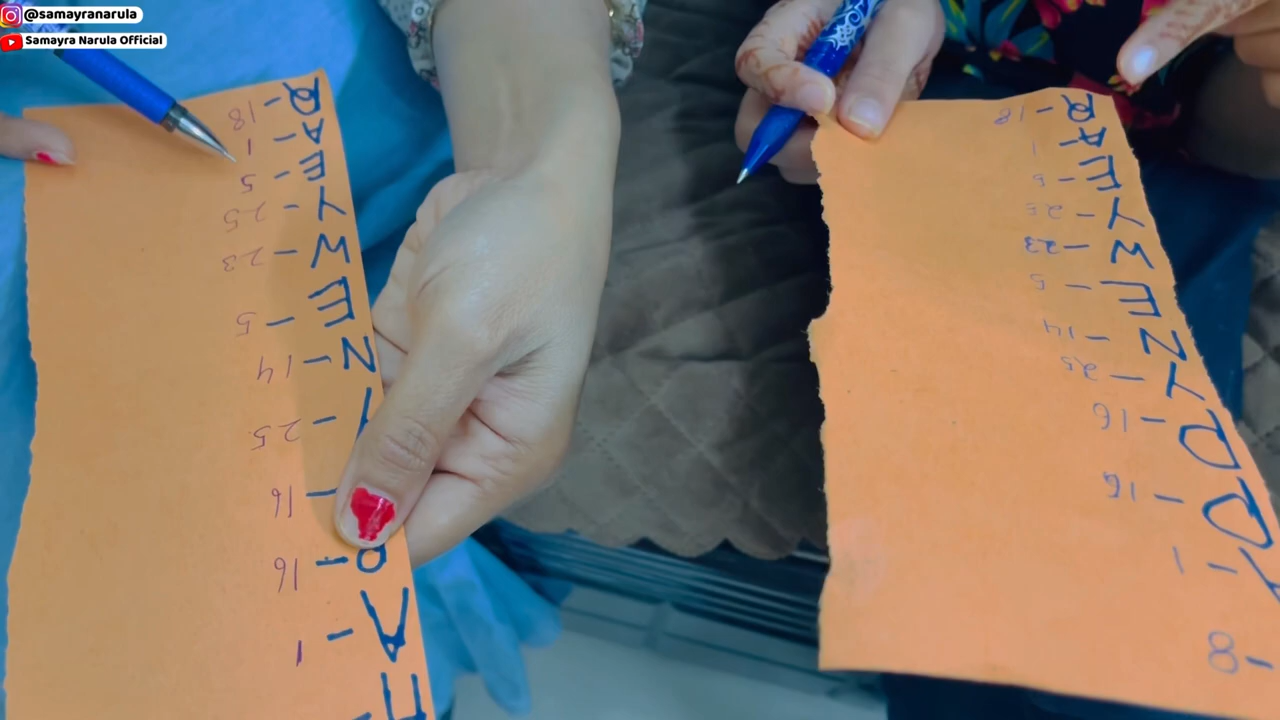 @samayranarula
Samayra Narula Official
H -
A - 1
P - 16
- 16
Y - 25
N - 14
E - 5
W - 23
Y - 25
E - 5
A - 1
R - 18
- 8
A - 1
P - 16
P - 16
Y - 25
N - 14
E - 5
W - 23
Y - 25
E - 5
A - 1
R - 18